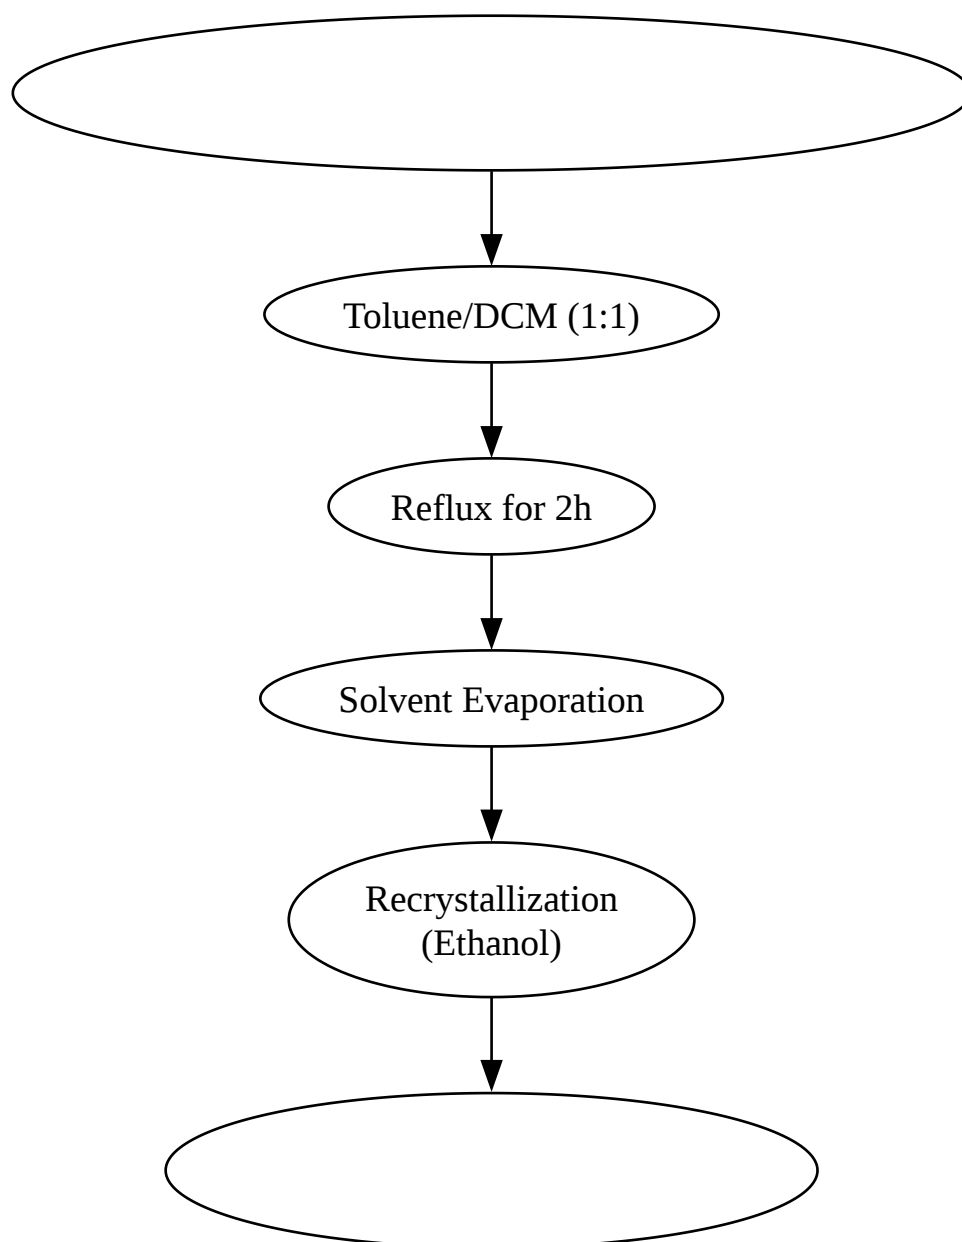 Toluene/DCM (1:1)
Reflux for 2h
Solvent Evaporation
Recrystallization
(Ethanol)